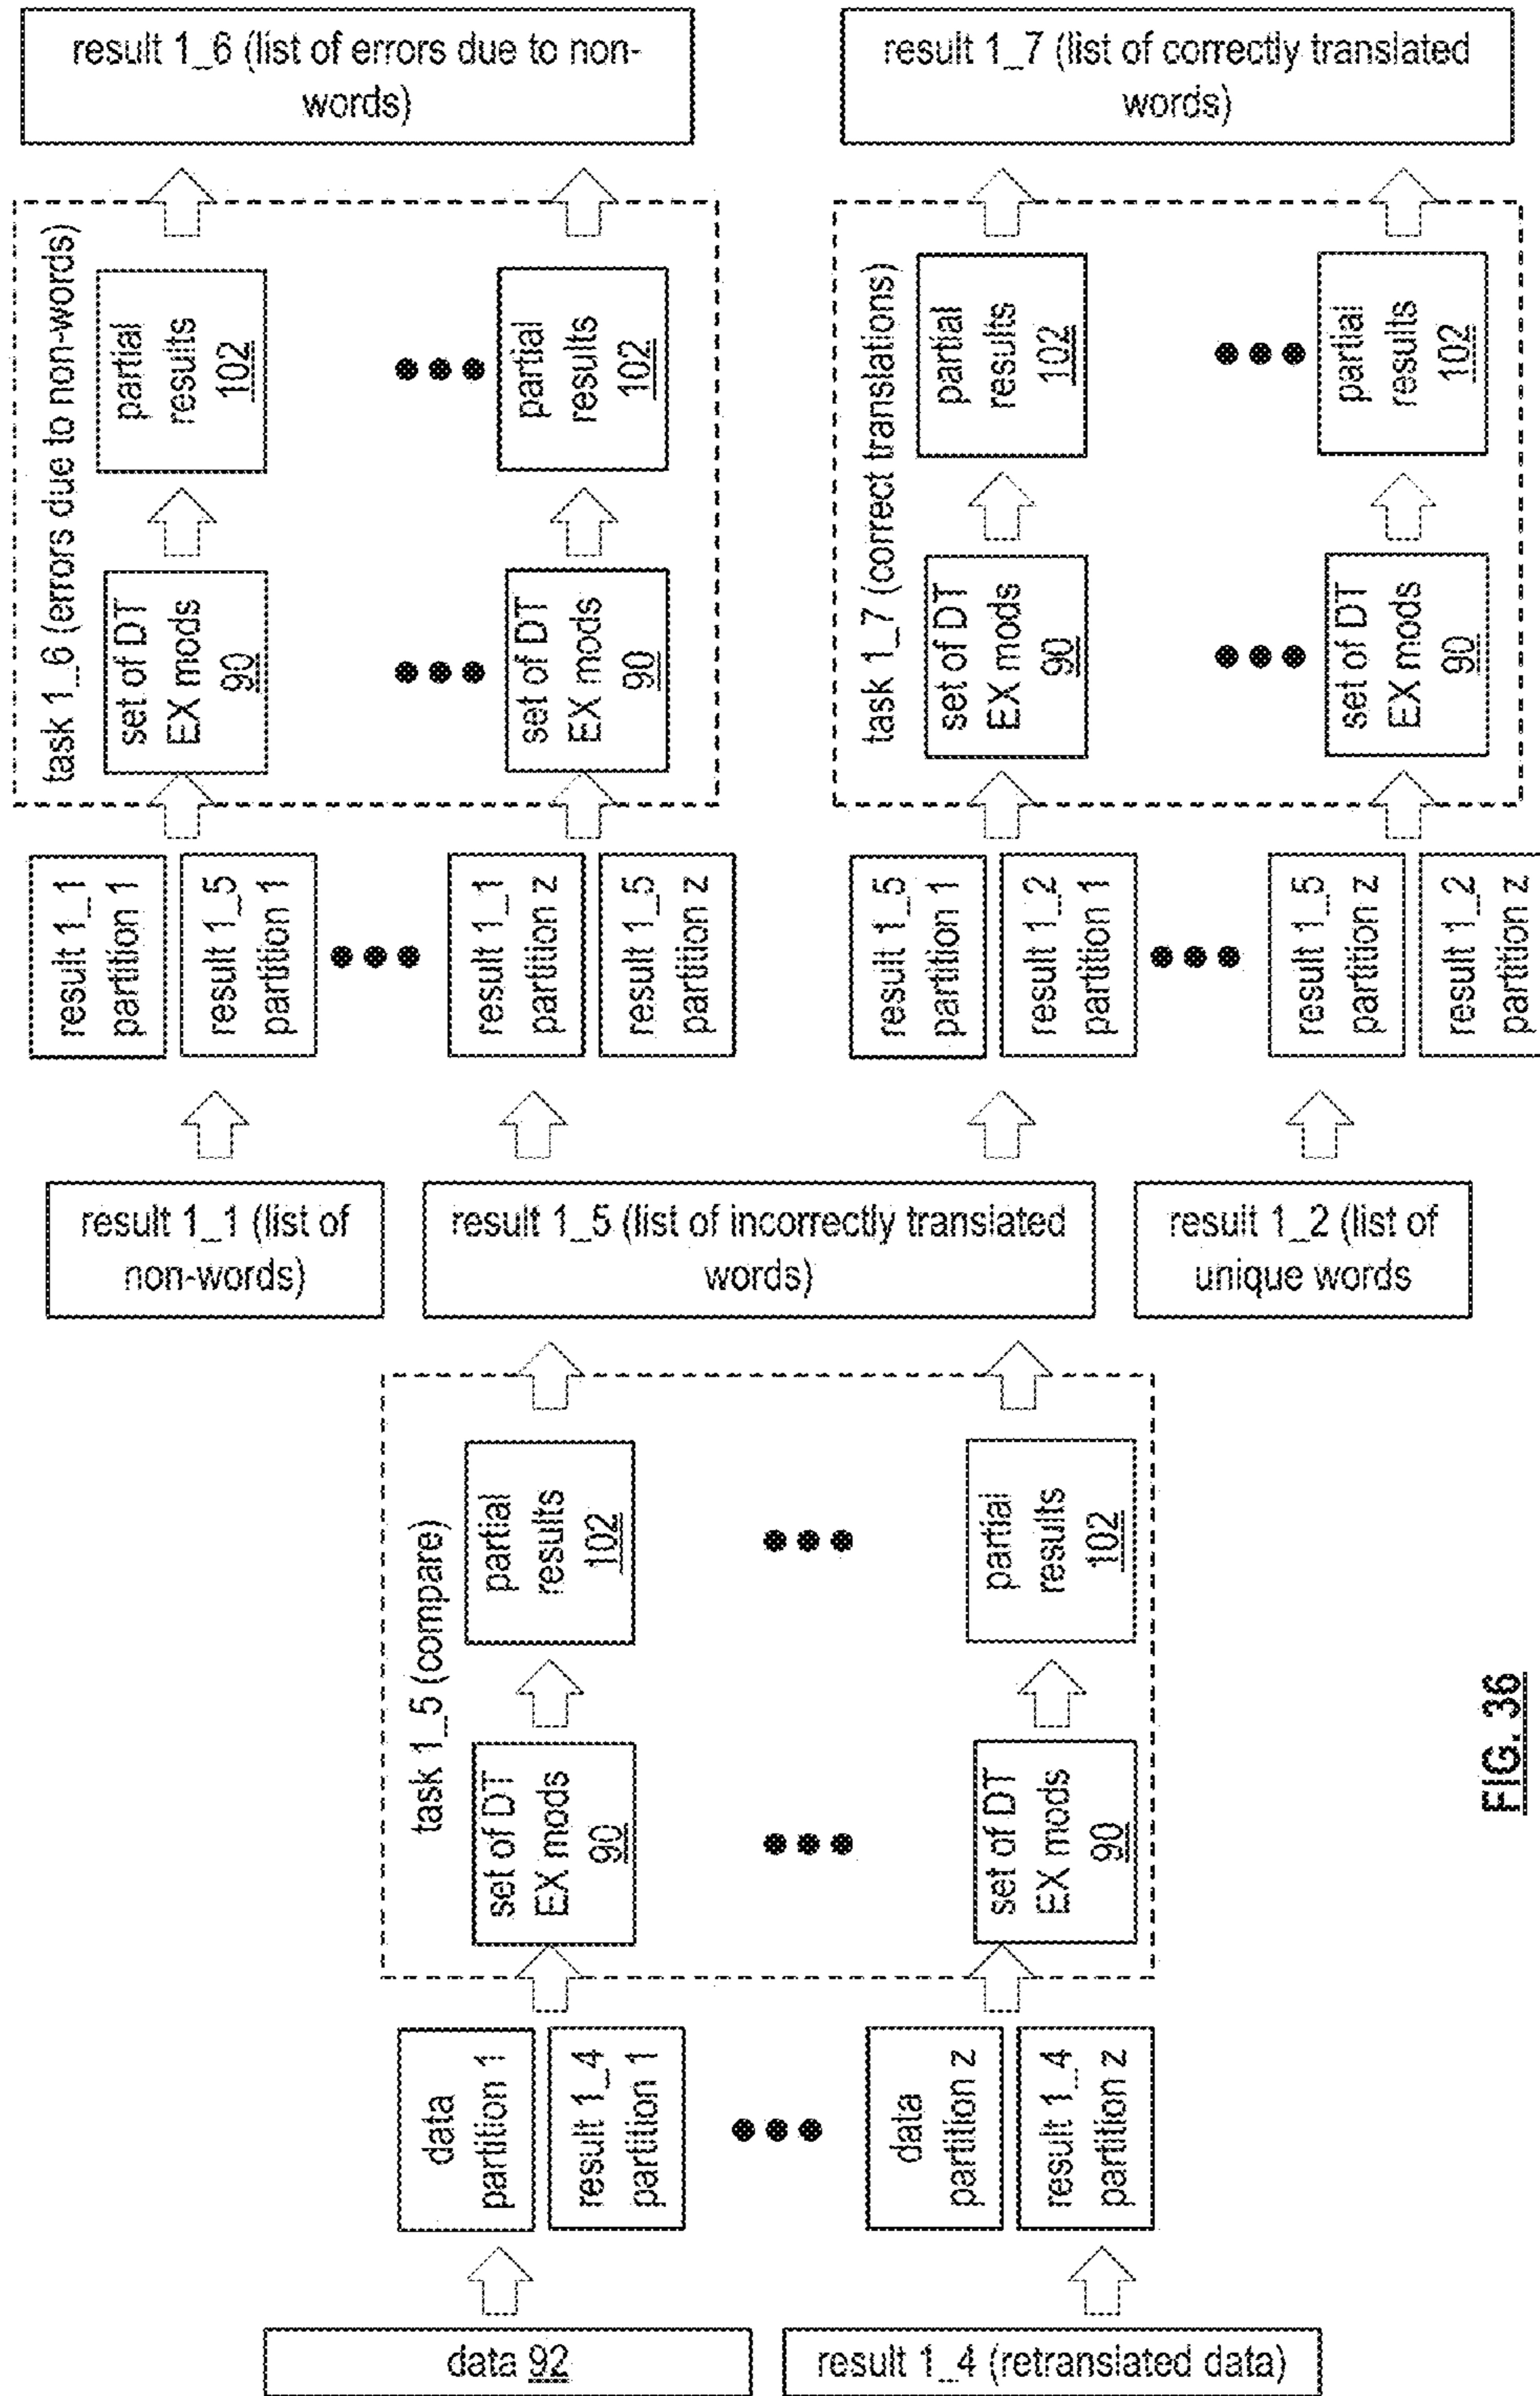 data 92
result 1_4 (retranslated data)
data
partition 1
result 1_4
partition 1
data
partition z
result 1_4
partition z
task 1_5 (compare)
set of DT
EX mods
90
partial
results
102
set of DT
EX mods
90
partial
results
102
result 1_1 (list of
non-words)
result 1_5 (list of incorrectly translated
words)
result 1_2 (list of
unique words
result 1_1
partition 1
result 1_5
partition 1
result 1_1
partition z
result 1_5
partition z
result 1_5
partition 1
result 1_2
partition 1
result 1_5
partition z
result 1_2
partition z
task 1_6 (errors due to non-words)
set of DT
EX mods
90
partial
results
102
set of DT
EX mods
90
partial
results
102
task 1_7 (correct translations)
set of DT
EX mods
90
partial
results
102
set of DT
EX mods
90
partial
results
102
result 1_6 (list of errors due to non-
words)
result 1_7 (list of correctly translated
words)
FIG. 36